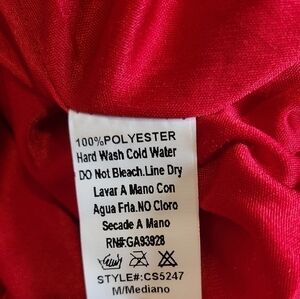 100%POLYESTER
Hard Wash Cold Water
DO Not Bleach.Line Dry
Lavar A Mano Con
Agua Fria.NO Cloro
Secade A Mano
RN#:GA93928
STYLE#:CS5247
M/Mediano